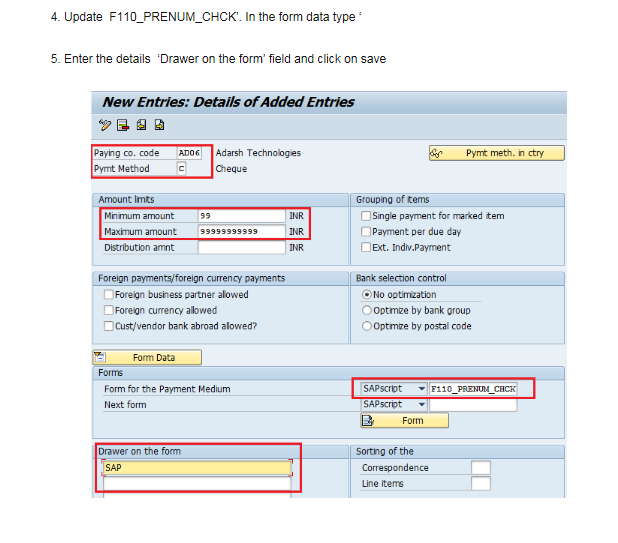 4. Update  F110_PRENUM_CHCK'. In the form data type '
5. Enter the details  'Drawer on the form' field and click on save
New Entries: Details of Added Entries
Paying co. code AD06 Adarsh Technologies Pymt meth. in ctry
Pymt Method C Cheque
Amount limits Grouping of items
Minimum amount 99 INR Single payment for marked item
Maximum amount 99999999999 INR Payment per due day
Distribution amnt INR Ext. Indiv.Payment
Foreign payments/foreign currency payments Bank selection control
Foreign business partner allowed No optimization
Foreign currency allowed Optimize by bank group
Cust/vendor bank abroad allowed? Optimize by postal code
Form Data
Forms
Form for the Payment Medium SAPscript F110_PRENUM_CHCK
Next form SAPscript
Form
Drawer on the form Sorting of the
SAP Correspondence
Line items